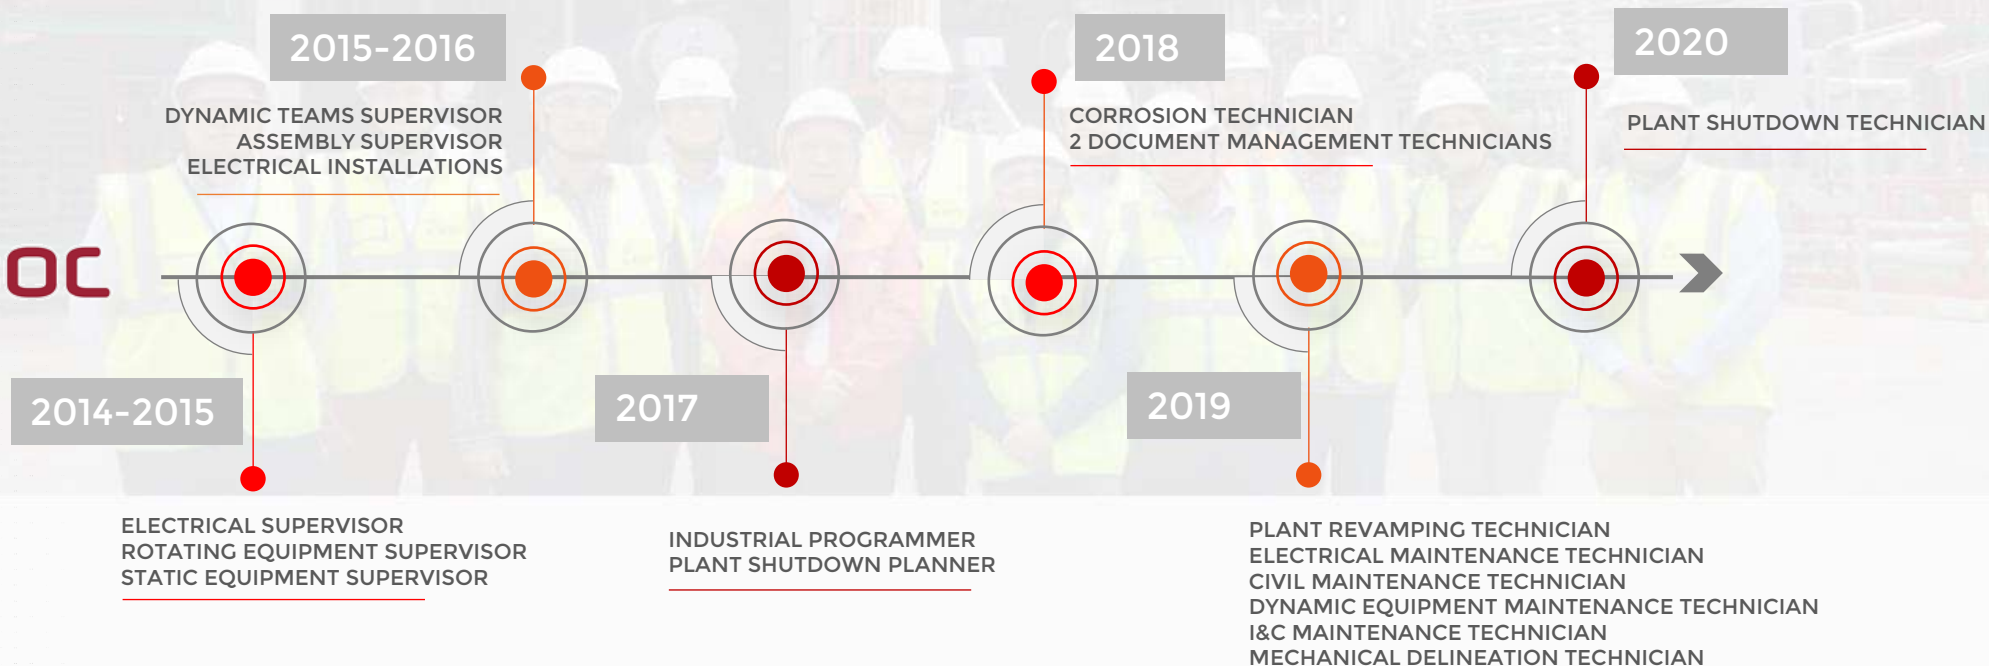 2015-2016
DYNAMIC TEAMS SUPERVISOR
ASSEMBLY SUPERVISOR
ELECTRICAL INSTALLATIONS
2018
CORROSION TECHNICIAN
2 DOCUMENT MANAGEMENT TECHNICIANS
2020
PLANT SHUTDOWN TECHNICIAN
OC
2014-2015
ELECTRICAL SUPERVISOR
ROTATING EQUIPMENT SUPERVISOR
STATIC EQUIPMENT SUPERVISOR
2017
INDUSTRIAL PROGRAMMER
PLANT SHUTDOWN PLANNER
2019
PLANT REVAMPING TECHNICIAN
ELECTRICAL MAINTENANCE TECHNICIAN
CIVIL MAINTENANCE TECHNICIAN
DYNAMIC EQUIPMENT MAINTENANCE TECHNICIAN
I&C MAINTENANCE TECHNICIAN
MECHANICAL DELINEATION TECHNICIAN